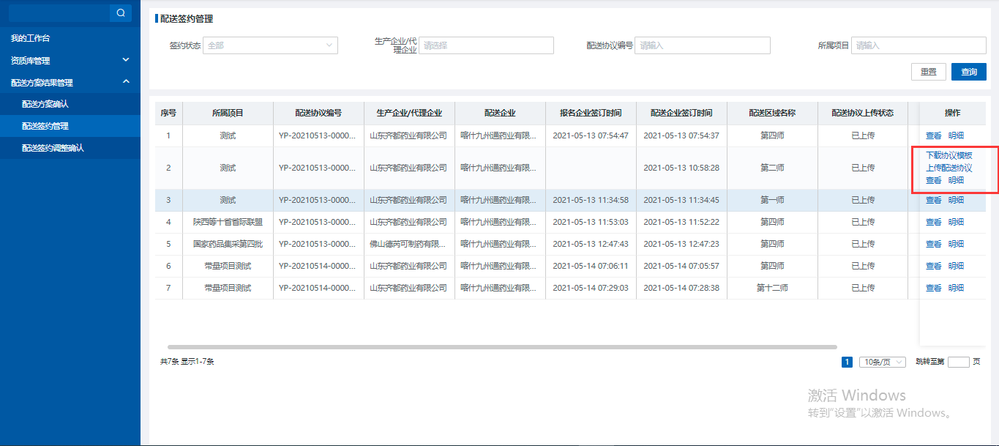 我的工作台
资质库管理
配送方案结果管理
配送方案确认
配送签约管理
配送签约调整确认
配送签约管理
签约状态 全部 生产企业/代理企业 请选择 配送协议编号 请输入 所属项目 请输入
重置 查询
序号 所属项目 配送协议编号 生产企业/代理企业 配送企业 报名企业签订时间 配送企业签订时间 配送区域名称 配送协议上传状态 操作
1 测试 YP-20210513-0000... 山东齐都药业有限公司 喀什九州通药业有限... 2021-05-13 07:54:47 2021-05-13 07:54:37 第四师 已上传 查看 明细
下载协议模板
上传配送协议
2 测试 YP-20210513-0000... 山东齐都药业有限公司 喀什九州通药业有限... 2021-05-13 10:58:28 第二师 已上传 查看 明细
3 测试 YP-20210513-0000... 山东齐都药业有限公司 喀什九州通药业有限... 2021-05-13 11:34:58 2021-05-13 11:34:45 第一师 已上传 查看 明细
4 陕西等十省省际联盟 YP-20210513-0000... 山东齐都药业有限公司 喀什九州通药业有限... 2021-05-13 11:53:03 2021-05-13 11:52:22 第四师 已上传 查看 明细
5 国家药品集采第四批 YP-20210513-0000... 佛山德芮可制药有限... 喀什九州通药业有限... 2021-05-13 12:47:43 2021-05-13 12:47:23 第四师 已上传 查看 明细
6 带量项目测试 YP-20210514-0000... 山东齐都药业有限公司 喀什九州通药业有限... 2021-05-14 07:06:11 2021-05-14 07:05:57 第四师 已上传 查看 明细
7 带量项目测试 YP-20210514-0000... 山东齐都药业有限公司 喀什九州通药业有限... 2021-05-14 07:29:03 2021-05-14 07:28:38 第十二师 已上传 查看 明细
共7条 显示1-7条 1 10条/页 跳转至第 页
激活 Windows
转到"设置"以激活 Windows。